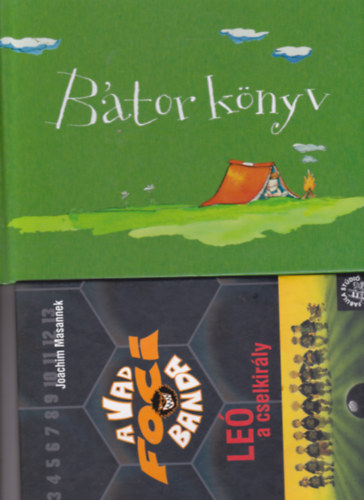 Bátor könyv
3 4 5 6 7 8 9 10 11 12 13
Joachim Masannek
A VAD
FOCI
BANDA
LEÓ
a cselkirály